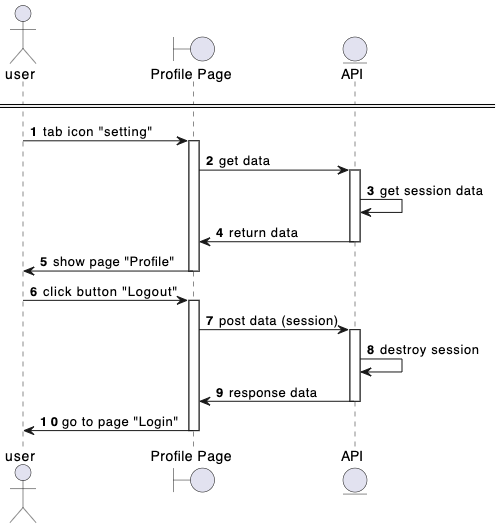 user
Profile Page
API
1 tab icon "setting"
2 get data
3 get session data
4 return data
5 show page "Profile"
6 click button "Logout"
7 post data (session)
8 destroy session
9 response data
10 go to page "Login"
user
Profile Page
API